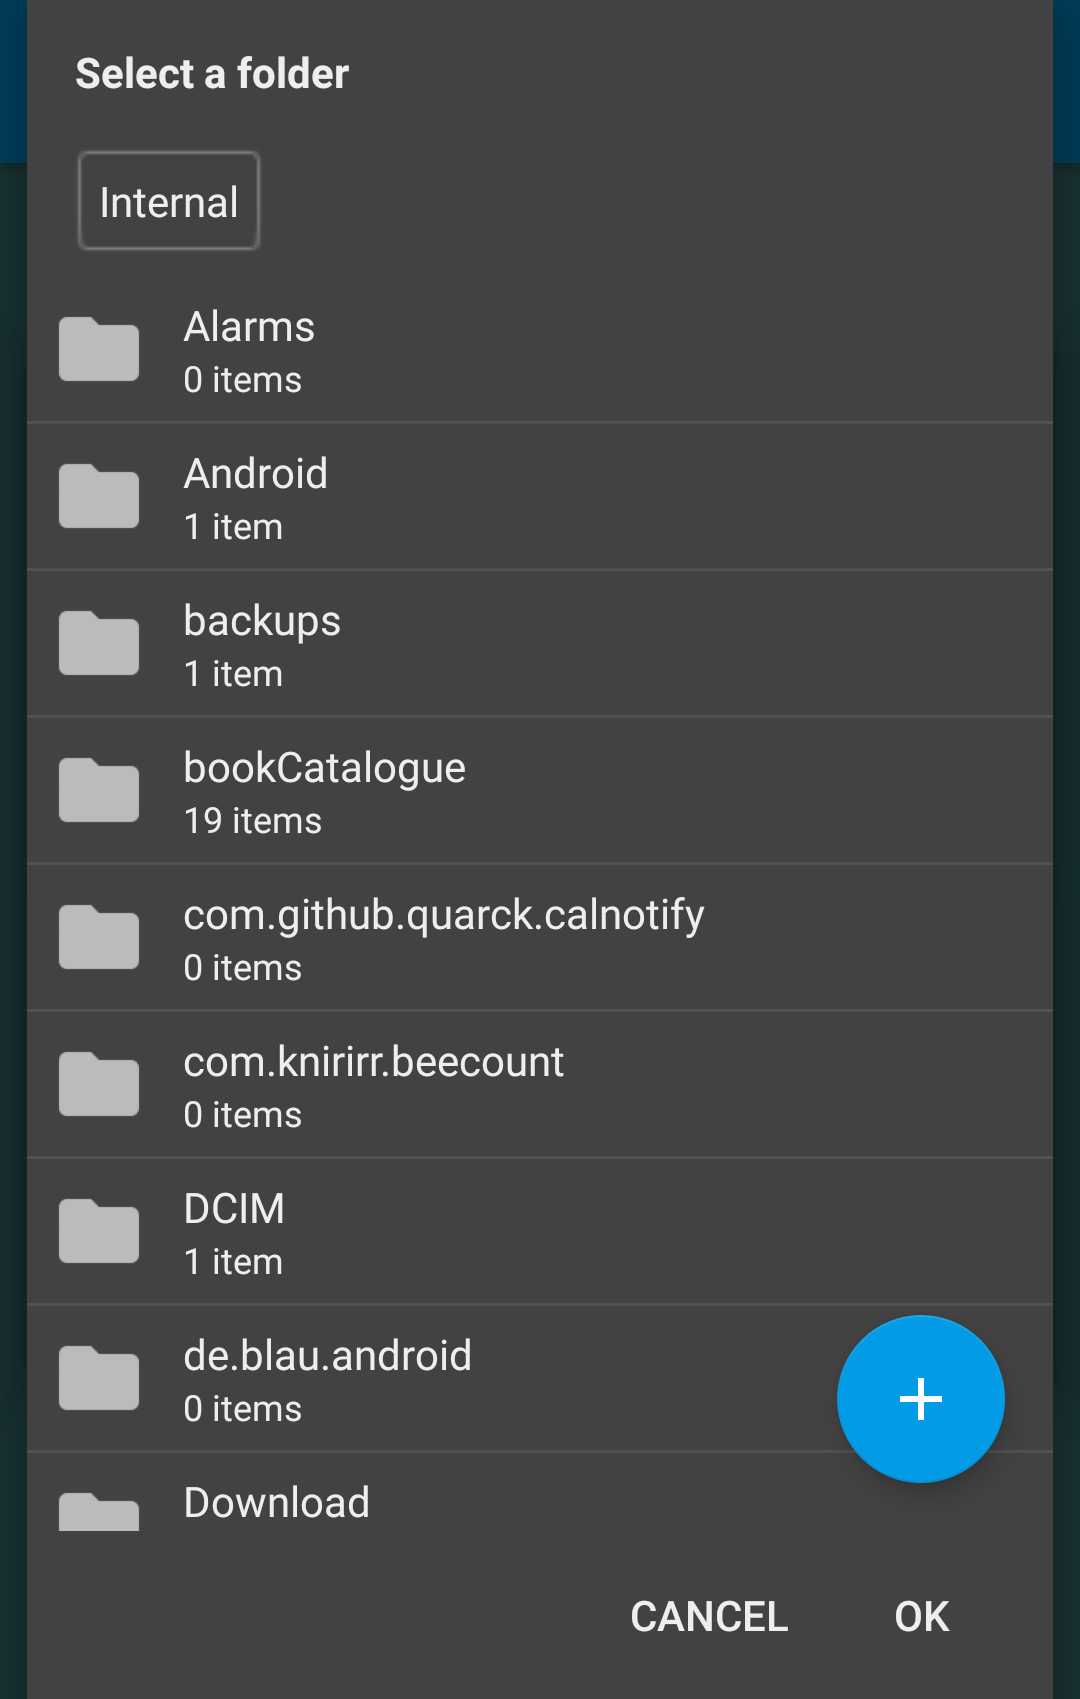 Select a folder
Internal
Alarms
0 items
Android
1 item
backups
1 item
bookCatalogue
19 items
com.github.quarck.calnotify
0 items
com.knirirr.beecount
0 items
DCIM
1 item
de.blau.android
0 items
Download
CANCEL OK